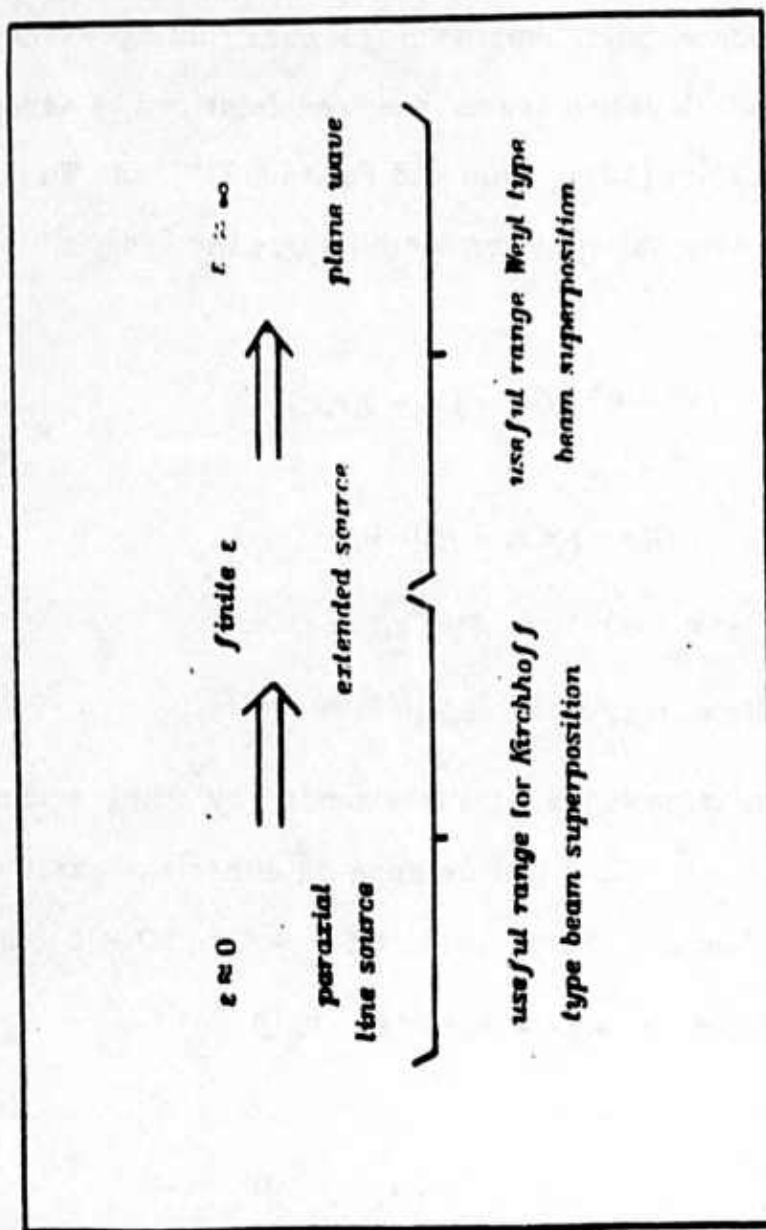 ε ≈ 0
finite ε
ε ≈ ∞
paraxial
line source
extended source
plane wave
useful range for Kirchhoff
type beam superposition
useful range Weyl type
beam superposition